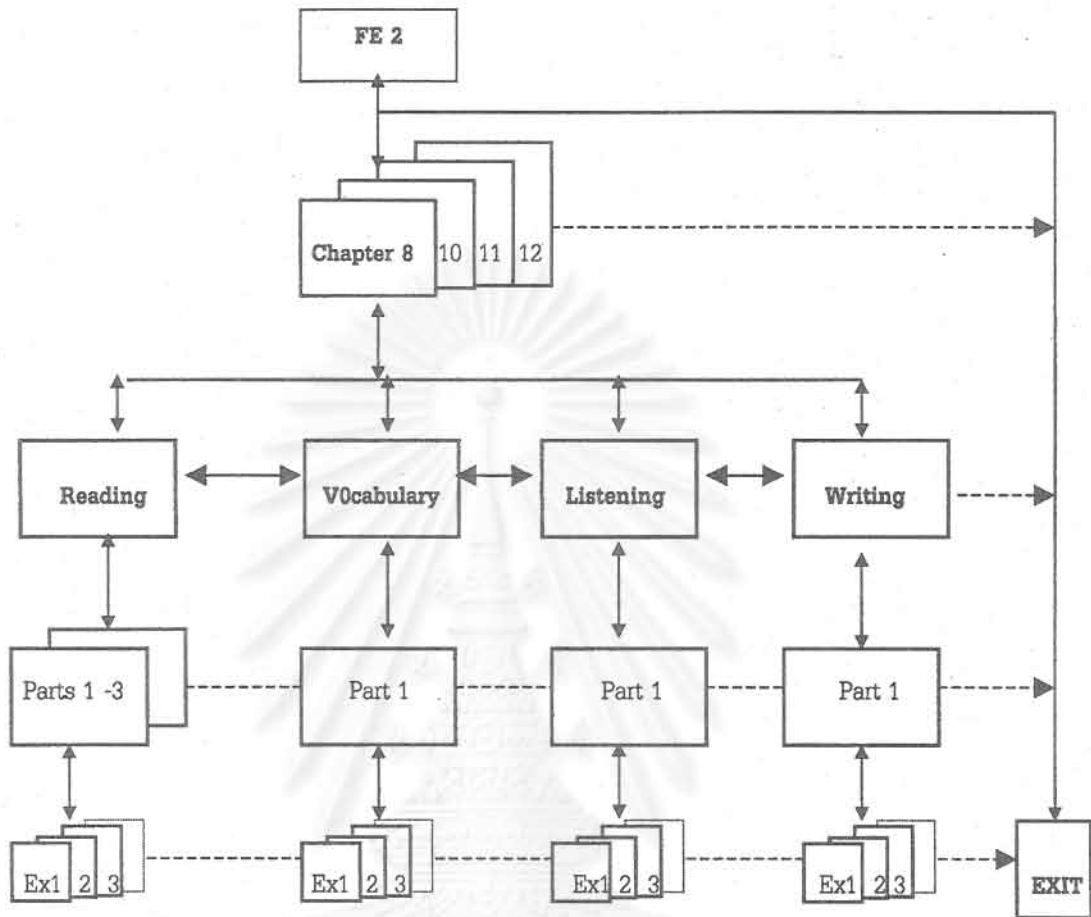 FE 2
Chapter 8 10 11 12
Reading V0cabulary Listening Writing
Parts 1 -3 Part 1 Part 1 Part 1
Ex1 2 3 Ex1 2 3 Ex1 2 3 Ex1 2 3 EXIT